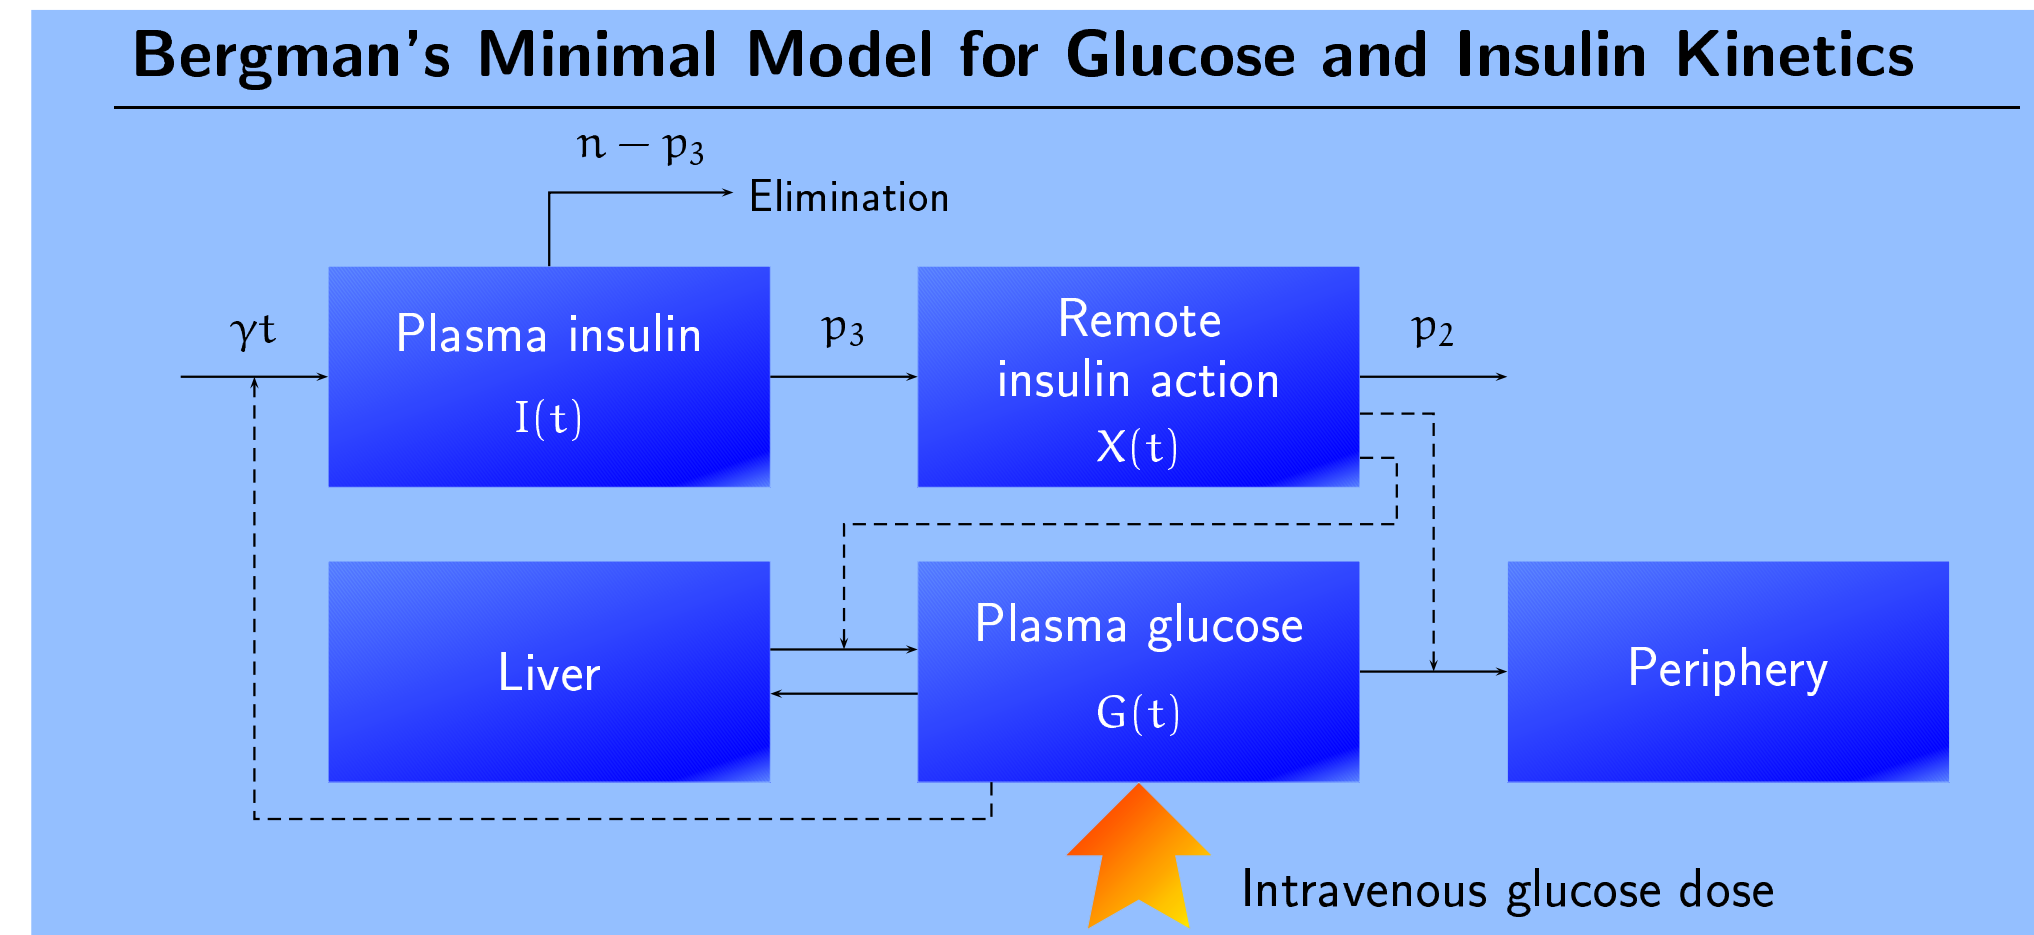 Bergman's Minimal Model for Glucose and Insulin Kinetics
n − p₃
Elimination
γt
Plasma insulin
I(t)
p₃
Remote
insulin action
X(t)
p₂
Liver
Plasma glucose
G(t)
Periphery
Intravenous glucose dose